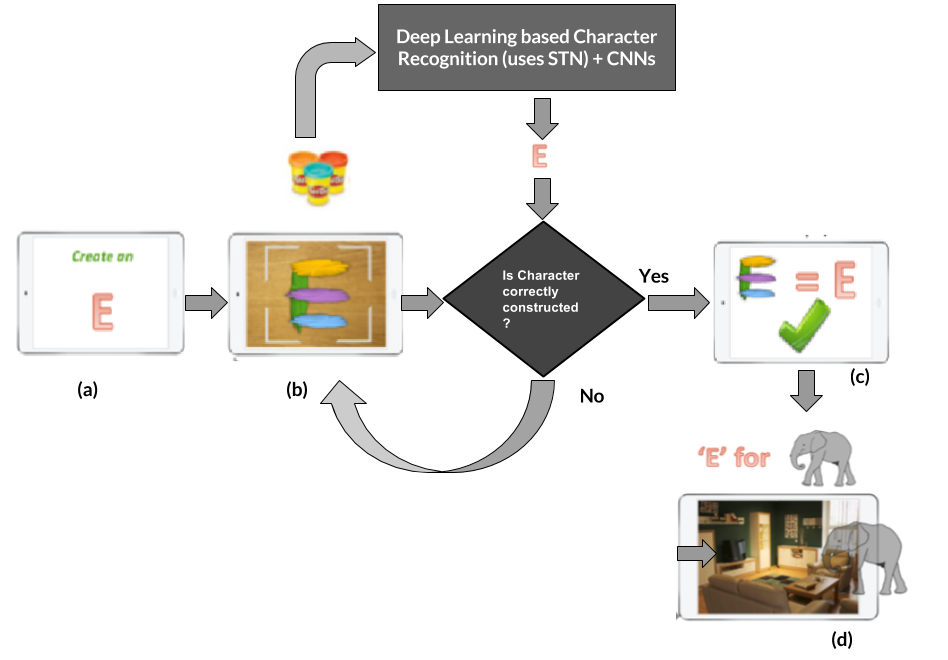 Deep Learning based Character
Recognition (uses STN) + CNNs
E
Create an
E
Is Character
correctly
constructed
?
Yes
= E
(a)
(b)
(c)
No
'E' for
(d)